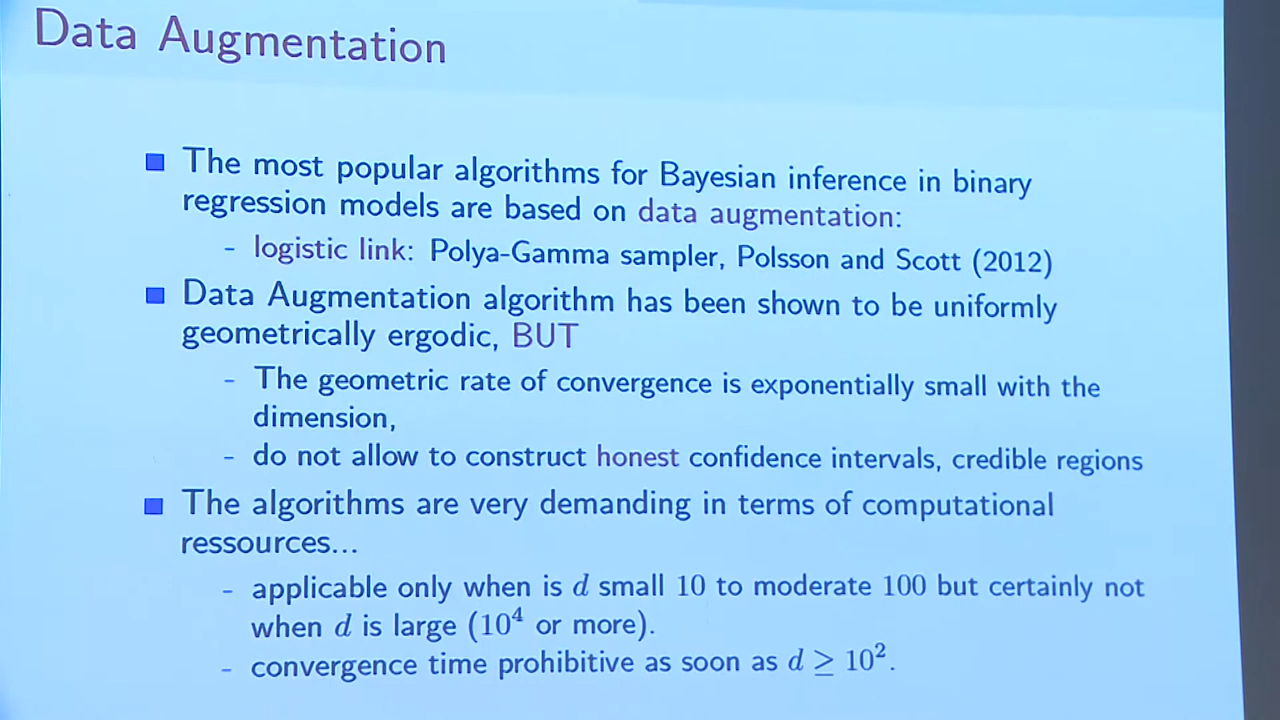 Data Augmentation
The most popular algorithms for Bayesian inference in binary
regression models are based on data augmentation:
- logistic link: Polya-Gamma sampler, Polsson and Scott (2012)
Data Augmentation algorithm has been shown to be uniformly
geometrically ergodic, BUT
- The geometric rate of convergence is exponentially small with the
dimension,
- do not allow to construct honest confidence intervals, credible regions
The algorithms are very demanding in terms of computational
ressources...
- applicable only when is d small 10 to moderate 100 but certainly not
when d is large (10⁴ or more).
- convergence time prohibitive as soon as d ≥ 10².